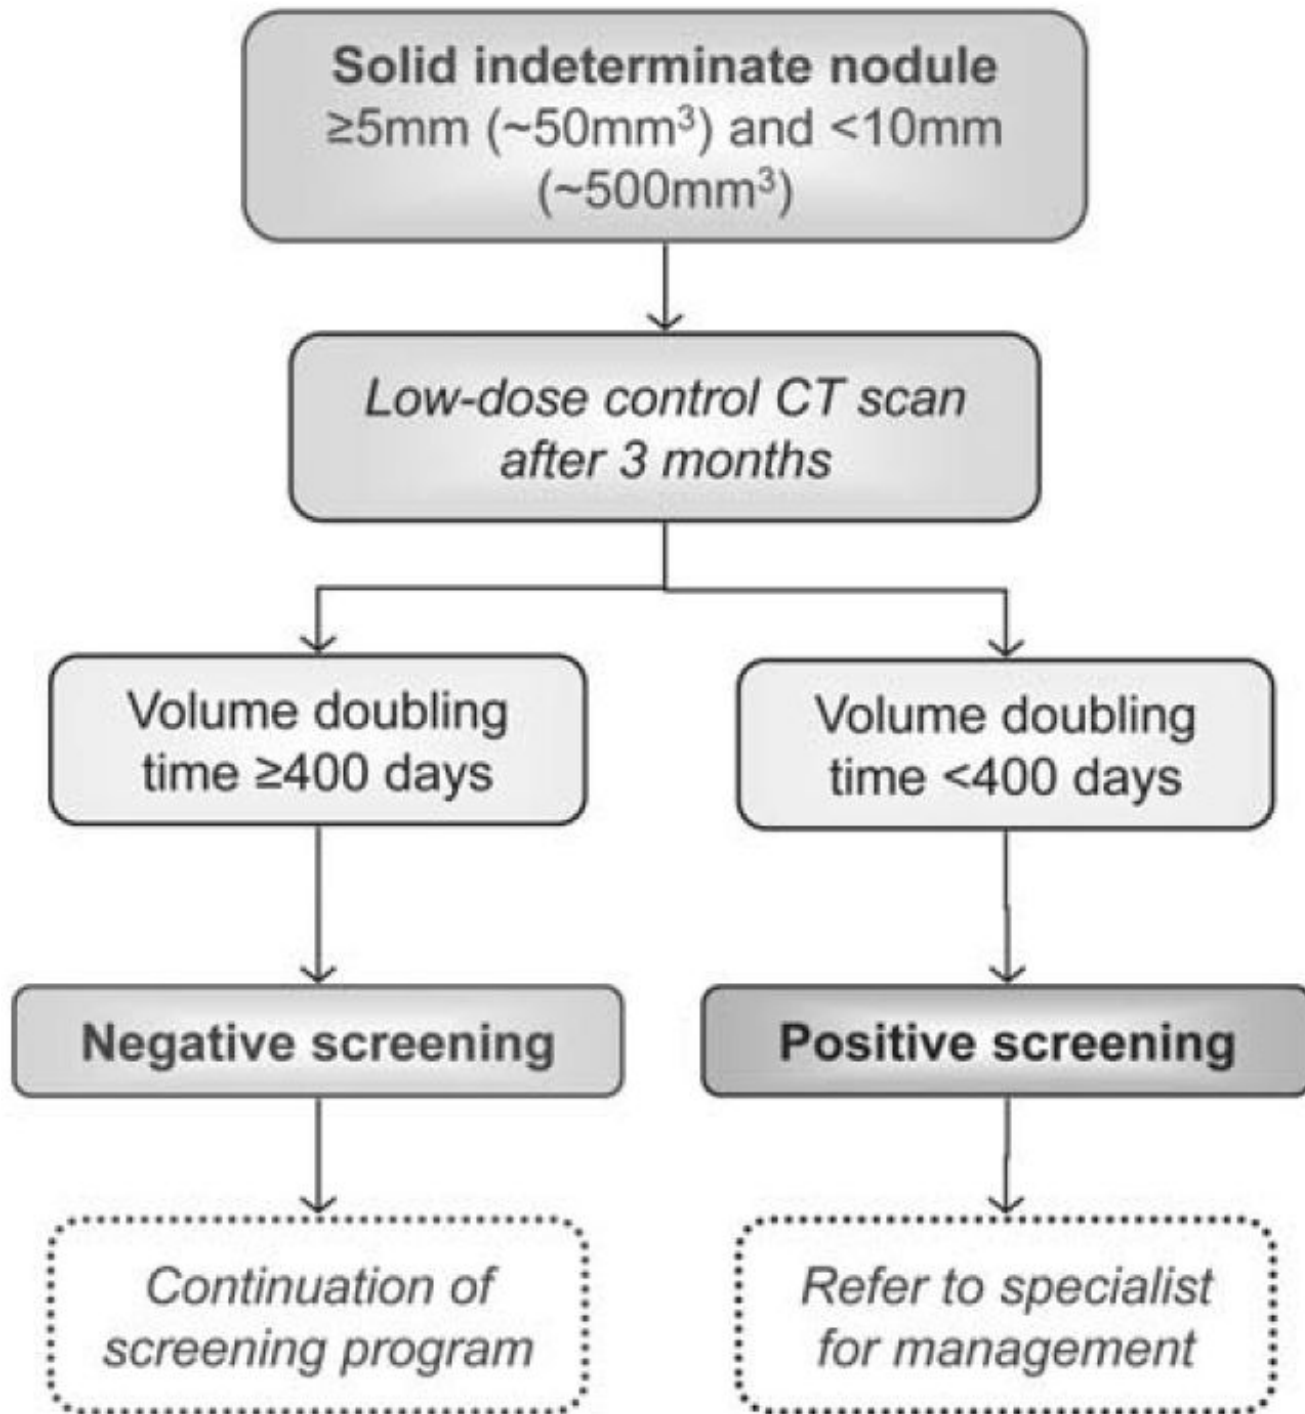 Solid indeterminate nodule
≥5mm (~50mm³) and <10mm
(~500mm³)
Low-dose control CT scan
after 3 months
Volume doubling
time ≥400 days
Volume doubling
time <400 days
Negative screening
Positive screening
Continuation of
screening program
Refer to specialist
for management